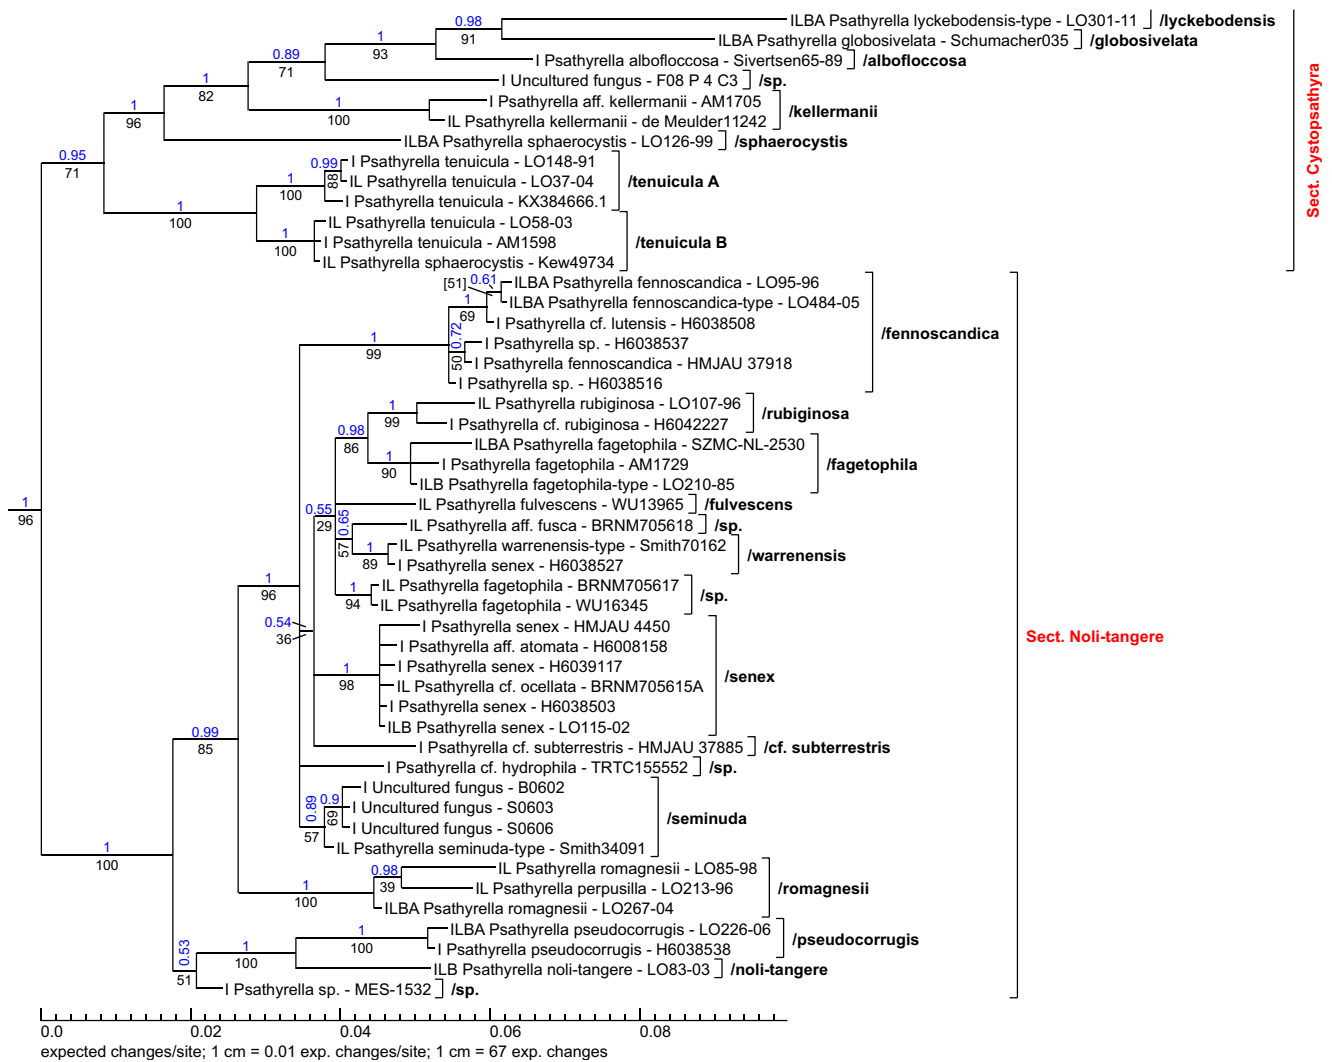 0.98
ILBA Psathyrella lyckebodensis-type - LO301-11 /lyckebodensis
1
91
ILBA Psathyrella globosivelata - Schumacher035 /globosivelata
0.89
93
I Psathyrella albofloccosa - Sivertsen65-89 /albofloccosa
1
71
I Uncultured fungus - F08 P 4 C3 /sp.
82
1
I Psathyrella aff. kellermanii - AM1705
/kellermanii
1
100
IL Psathyrella kellermanii - de Meulder11242
96
ILBA Psathyrella sphaerocystis - LO126-99 /sphaerocystis
0.95
71
0.99
I Psathyrella tenuicula - LO148-91
1
88
IL Psathyrella tenuicula - LO37-04
/tenuicula A
100
I Psathyrella tenuicula - KX384666.1
1
100
IL Psathyrella tenuicula - LO58-03
1
I Psathyrella tenuicula - AM1598
/tenuicula B
100
IL Psathyrella sphaerocystis - Kew49734
Sect. Cystopsathyra
[51]
0.61
ILBA Psathyrella fennoscandica - LO95-96
1
ILBA Psathyrella fennoscandica-type - LO484-05
69
I Psathyrella cf. lutensis - H6038508
/fennoscandica
1
99
0.72
I Psathyrella sp. - H6038537
50
I Psathyrella fennoscandica - HMJAU 37918
I Psathyrella sp. - H6038516
1
IL Psathyrella rubiginosa - LO107-96
/rubiginosa
99
I Psathyrella cf. rubiginosa - H6042227
0.98
86
ILBA Psathyrella fagetophila - SZMC-NL-2530
1
I Psathyrella fagetophila - AM1729
/fagetophila
90
ILB Psathyrella fagetophila-type - LO210-85
1
96
IL Psathyrella fulvescens - WU13965 /fulvescens
0.55
29
0.65
57
IL Psathyrella aff. fusca - BRNM705618 /sp.
1
IL Psathyrella warrenensis-type - Smith70162
/warrenensis
89
I Psathyrella senex - H6038527
1
96
1
IL Psathyrella fagetophila - BRNM705617
/sp.
94
IL Psathyrella fagetophila - WU16345
0.54
36
I Psathyrella senex - HMJAU 4450
I Psathyrella aff. atomata - H6008158
1
I Psathyrella senex - H6039117
/senex
98
IL Psathyrella cf. ocellata - BRNM705615A
I Psathyrella senex - H6038503
ILB Psathyrella senex - LO115-02
Sect. Noli-tangere
0.99
85
I Psathyrella cf. subterrestris - HMJAU 37885 /cf. subterrestris
I Psathyrella cf. hydrophila - TRTC155552 /sp.
0.89
57
0.9
69
I Uncultured fungus - B0602
I Uncultured fungus - S0603
/seminuda
I Uncultured fungus - S0606
IL Psathyrella seminuda-type - Smith34091
1
100
0.98
IL Psathyrella romagnesii - LO85-98
39
IL Psathyrella perpusilla - LO213-96
/romagnesii
1
100
ILBA Psathyrella romagnesii - LO267-04
1
ILBA Psathyrella pseudocorrugis - LO226-06
/pseudocorrugis
100
I Psathyrella pseudocorrugis - H6038538
0.53
51
1
100
ILB Psathyrella noli-tangere - LO83-03 /noli-tangere
I Psathyrella sp. - MES-1532 /sp.
0.0 0.02 0.04 0.06 0.08
expected changes/site; 1 cm = 0.01 exp. changes/site; 1 cm = 67 exp. changes